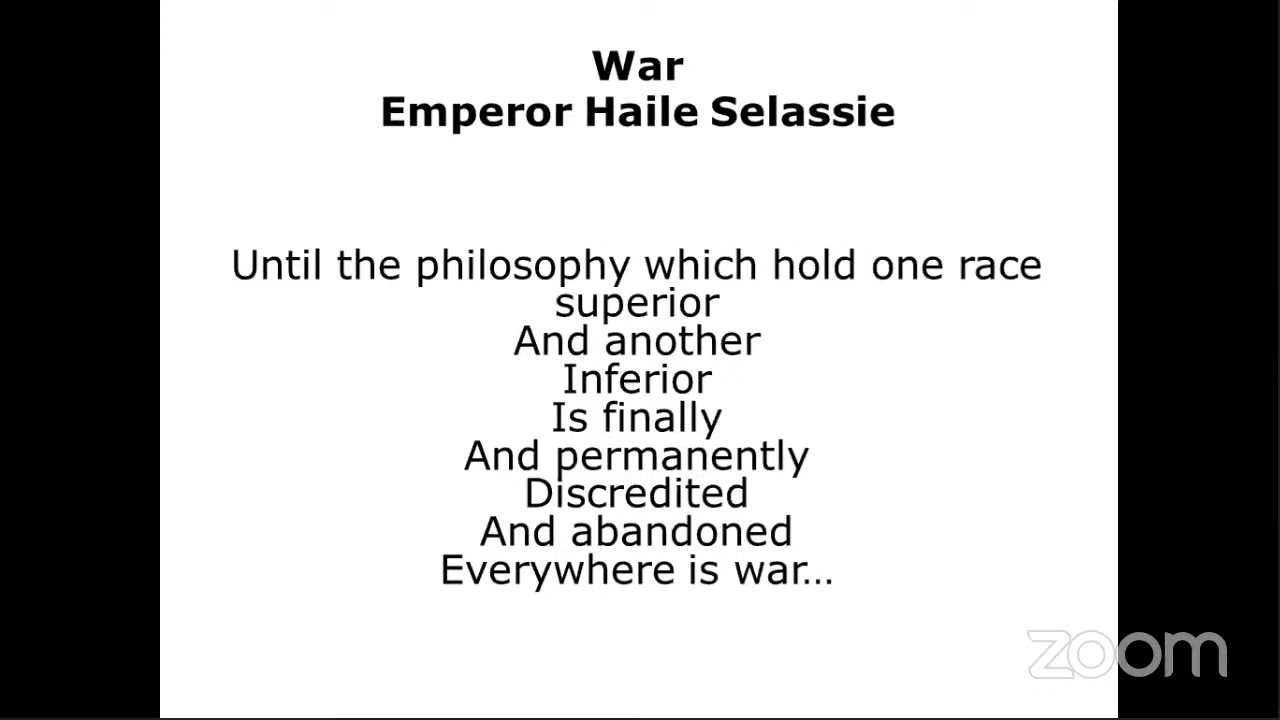 War
Emperor Haile Selassie
Until the philosophy which hold one race
superior
And another
Inferior
Is finally
And permanently
Discredited
And abandoned
Everywhere is war…
zoom